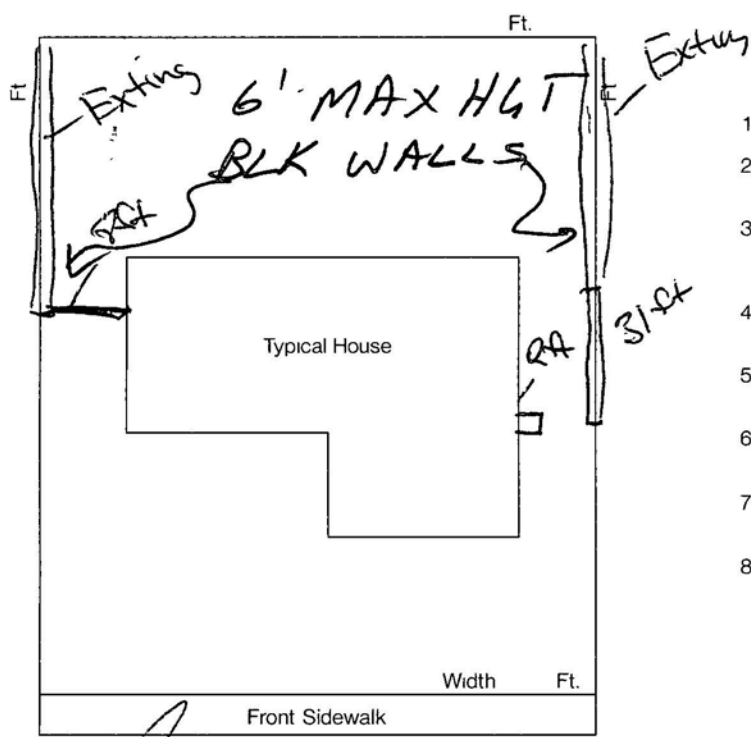 Ft.
Ft
Exting
6' MAX HGT
Ft
Exting
BLK WALLS
1
2
3
4
5
6
7
8
31ft
Typical House
Width Ft.
Front Sidewalk